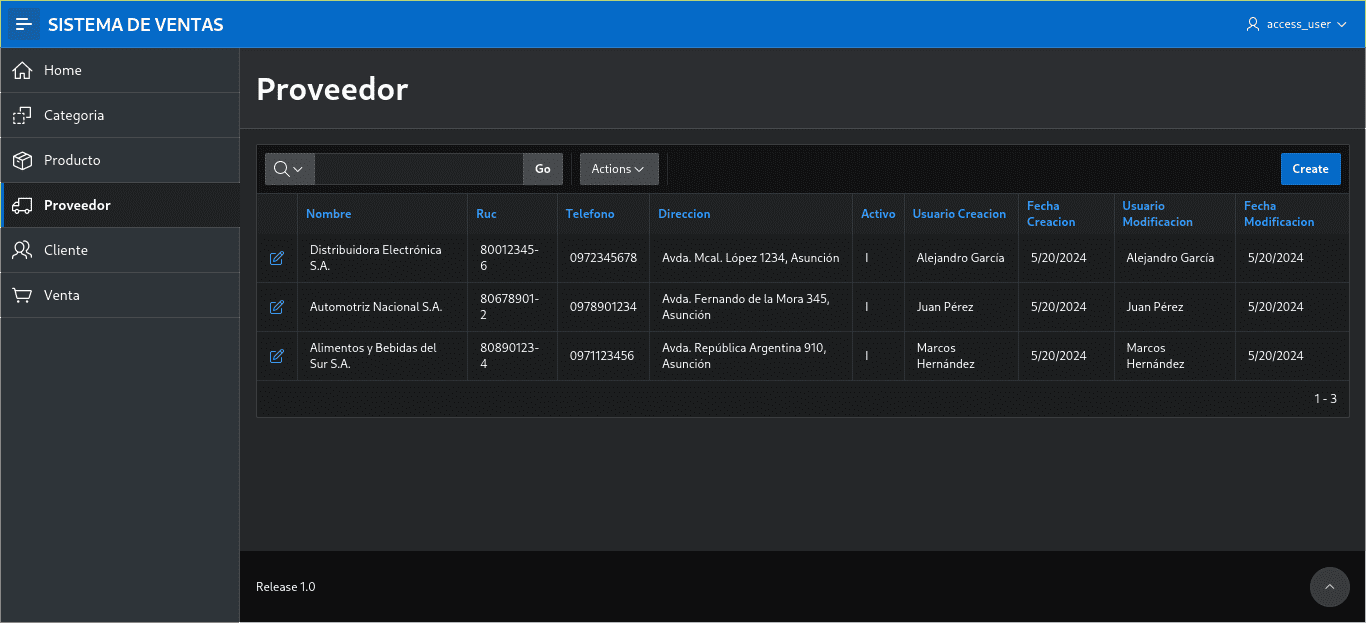 SISTEMA DE VENTAS
access_user
Home
Categoria
Producto
Proveedor
Cliente
Venta
Proveedor
Go
Actions
Create
Nombre Ruc Telefono Direccion Activo Usuario Creacion Fecha Creacion Usuario Modificacion Fecha Modificacion
Distribuidora Electrónica S.A. 80012345-6 0972345678 Avda. Mcal. López 1234, Asunción I Alejandro García 5/20/2024 Alejandro García 5/20/2024
Automotriz Nacional S.A. 80678901-2 0978901234 Avda. Fernando de la Mora 345, Asunción I Juan Pérez 5/20/2024 Juan Pérez 5/20/2024
Alimentos y Bebidas del Sur S.A. 80890123-4 0971123456 Avda. República Argentina 910, Asunción I Marcos Hernández 5/20/2024 Marcos Hernández 5/20/2024
1 - 3
Release 1.0